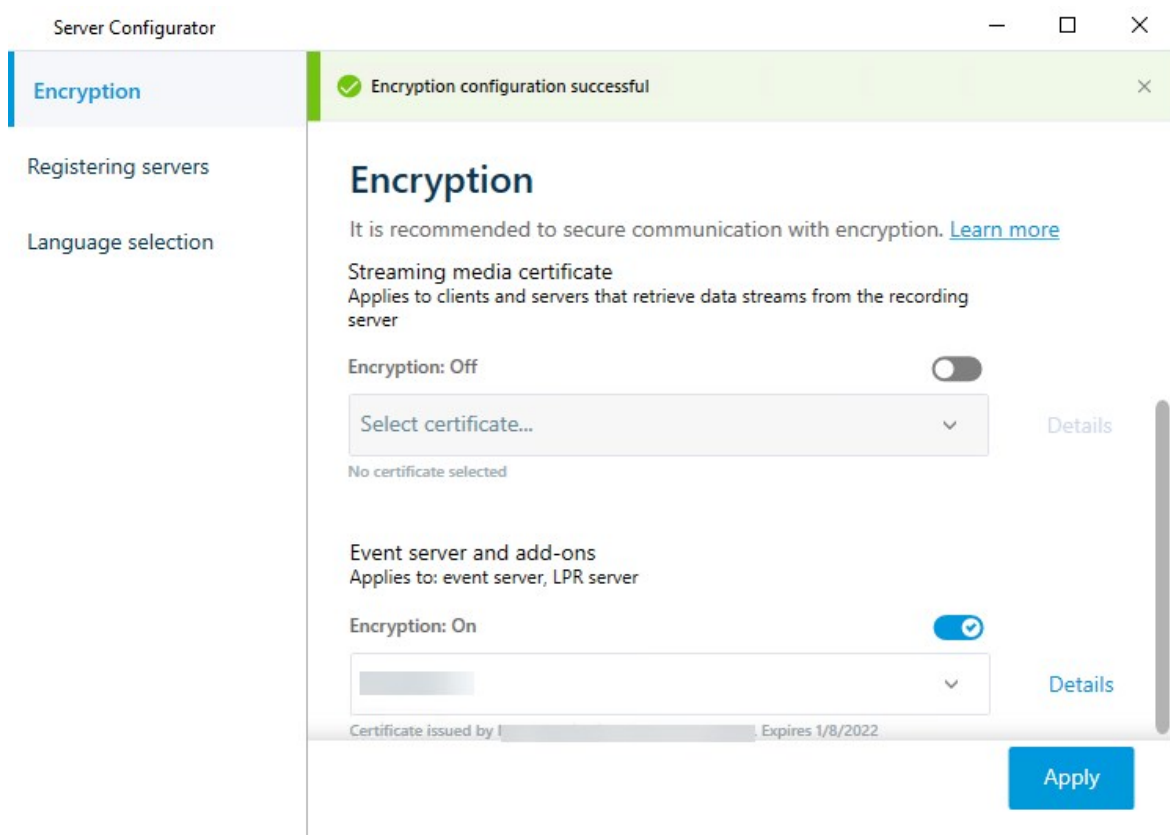 Server Configurator
Encryption
Registering servers
Language selection
Encryption configuration successful
Encryption
It is recommended to secure communication with encryption. Learn more
Streaming media certificate
Applies to clients and servers that retrieve data streams from the recording
server
Encryption: Off
Select certificate...
Details
No certificate selected
Event server and add-ons
Applies to: event server, LPR server
Encryption: On
Details
Certificate issued by . Expires 1/8/2022
Apply